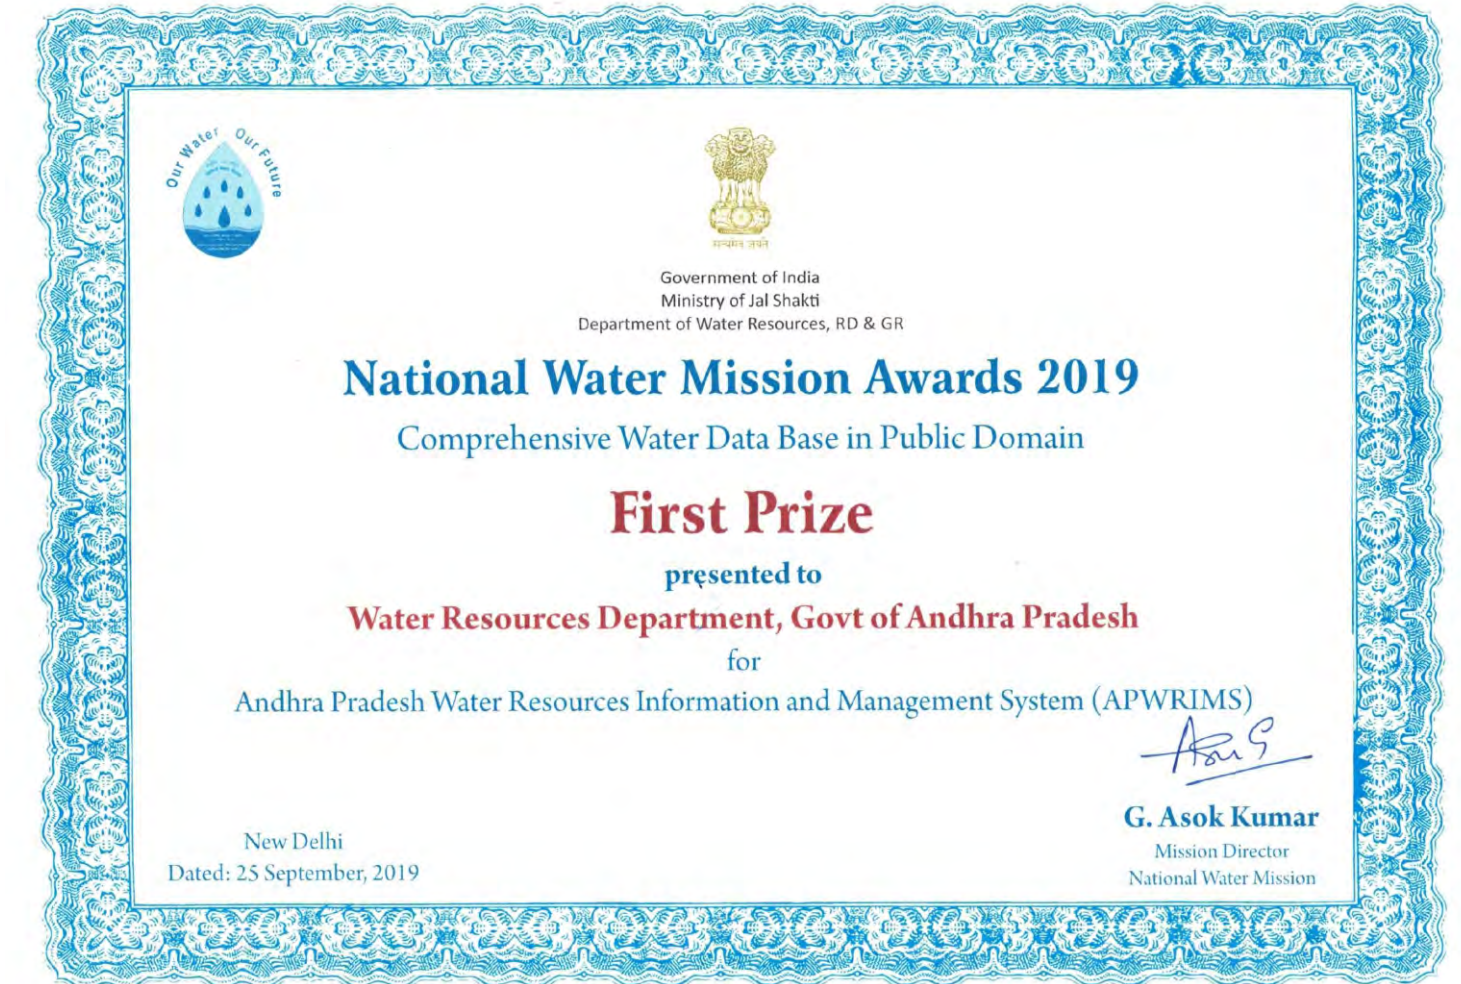 Our Water Our Future
सत्यमेव जयते
Government of India
Ministry of Jal Shakti
Department of Water Resources, RD & GR
National Water Mission Awards 2019
Comprehensive Water Data Base in Public Domain
First Prize
presented to
Water Resources Department, Govt of Andhra Pradesh
for
Andhra Pradesh Water Resources Information and Management System (APWRIMS)
G. Asok Kumar
Mission Director
National Water Mission
New Delhi
Dated: 25 September, 2019